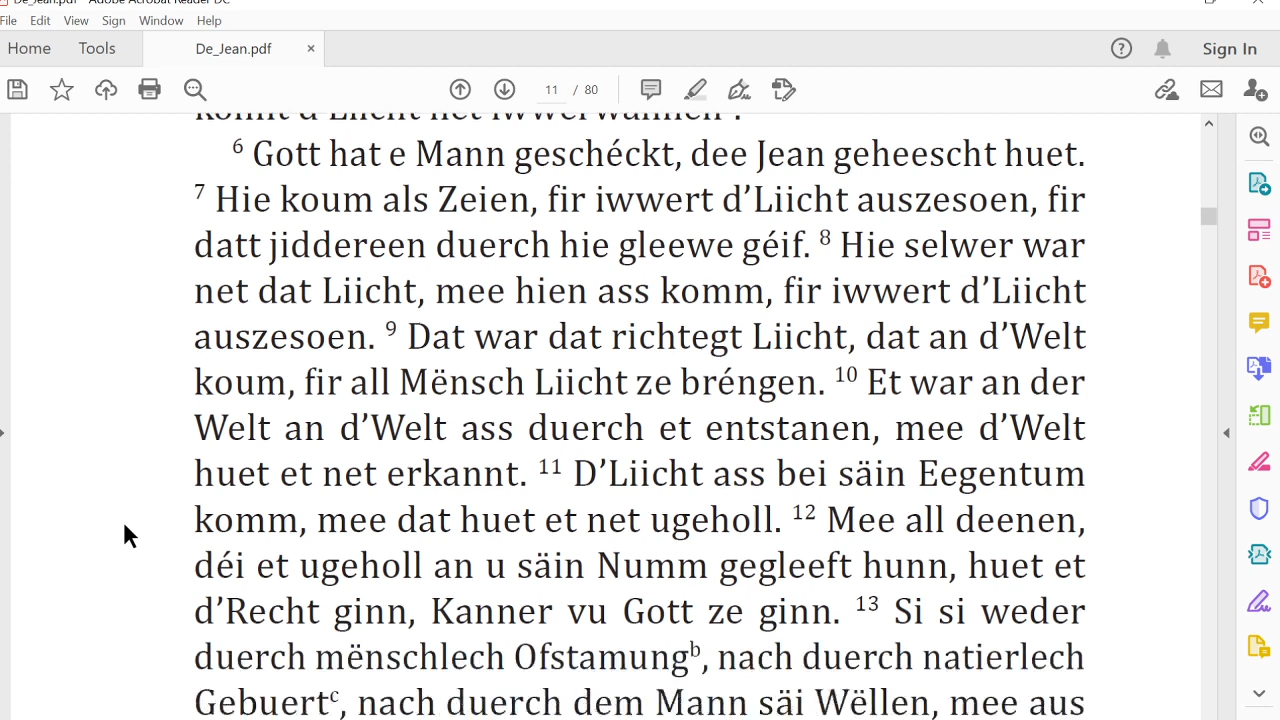 De_Jean.pdf - Adobe Acrobat Reader DC
File Edit View Sign Window Help
Home Tools De_Jean.pdf × Sign In
11 / 80
6 Gott hat e Mann geschéckt, dee Jean geheescht huet.
7 Hie koum als Zeien, fir iwwert d’Liicht auszesoen, fir
datt jiddereen duerch hie gleewe géif. 8 Hie selwer war
net dat Liicht, mee hien ass komm, fir iwwert d’Liicht
auszesoen. 9 Dat war dat richtegt Liicht, dat an d’Welt
koum, fir all Mënsch Liicht ze bréngen. 10 Et war an der
Welt an d’Welt ass duerch et entstanen, mee d’Welt
huet et net erkannt. 11 D’Liicht ass bei säin Eegentum
komm, mee dat huet et net ugeholl. 12 Mee all deenen,
déi et ugeholl an u säin Numm gegleeft hunn, huet et
d’Recht ginn, Kanner vu Gott ze ginn. 13 Si si weder
duerch mënschlech Ofstamungb, nach duerch natierlech
Gebuertc, nach duerch dem Mann säi Wëllen, mee aus